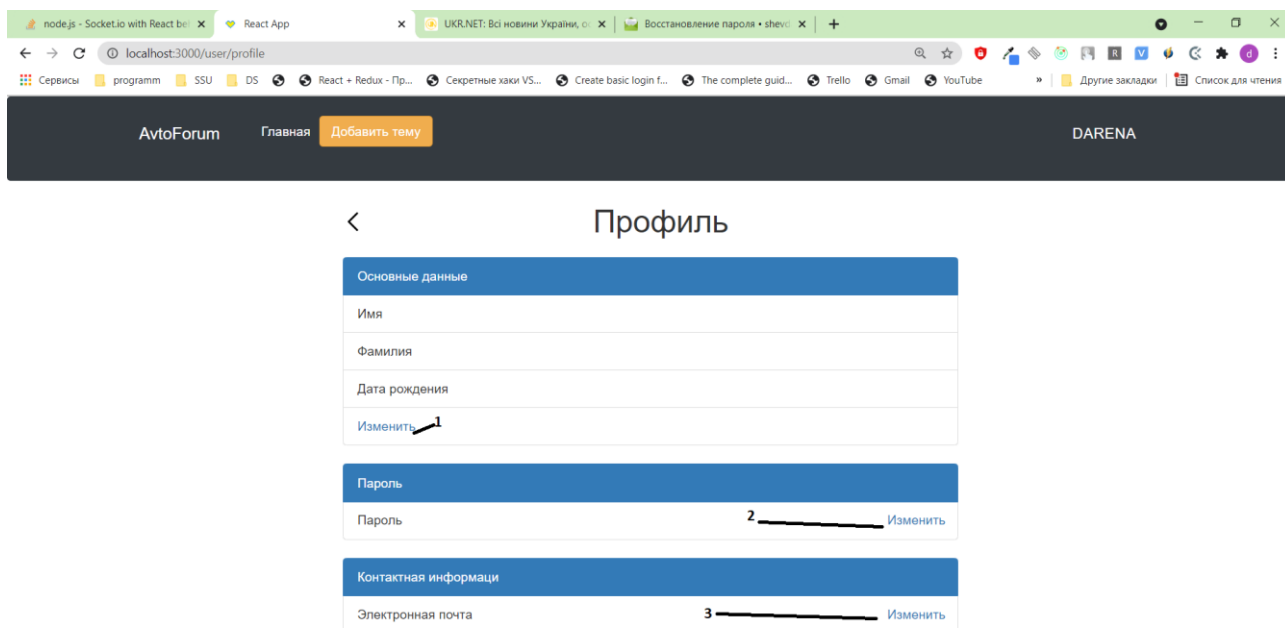 node.js - Socket.io with React bef
React App
UKR.NET: Всі новини України, ос
Восстановление пароля • shevd
localhost:3000/user/profile
Сервисы programm SSU DS React + Redux - Пр... Секретные хаки VS... Create basic login f... The complete guid... Trello Gmail YouTube » Другие закладки Список для чтения
AvtoForum Главная Добавить тему DARENA
Профиль
Основные данные
Имя
Фамилия
Дата рождения
Изменить 1
Пароль
Пароль 2 Изменить
Контактная информаци
Электронная почта 3 Изменить